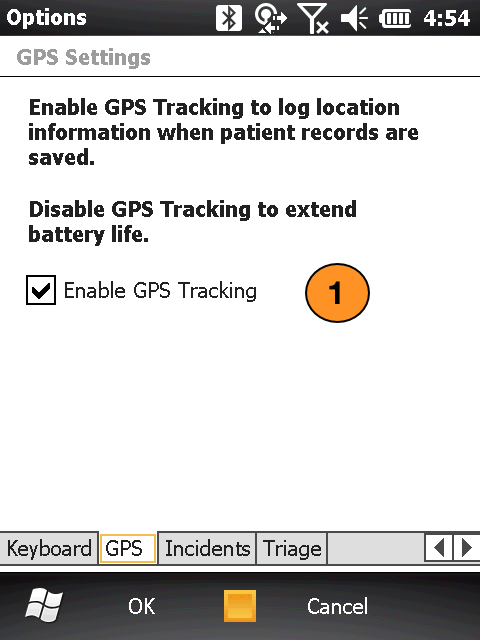 Options 4:54
GPS Settings
Enable GPS Tracking to log location
information when patient records are
saved.
Disable GPS Tracking to extend
battery life.
Enable GPS Tracking 1
Keyboard GPS Incidents Triage
OK Cancel